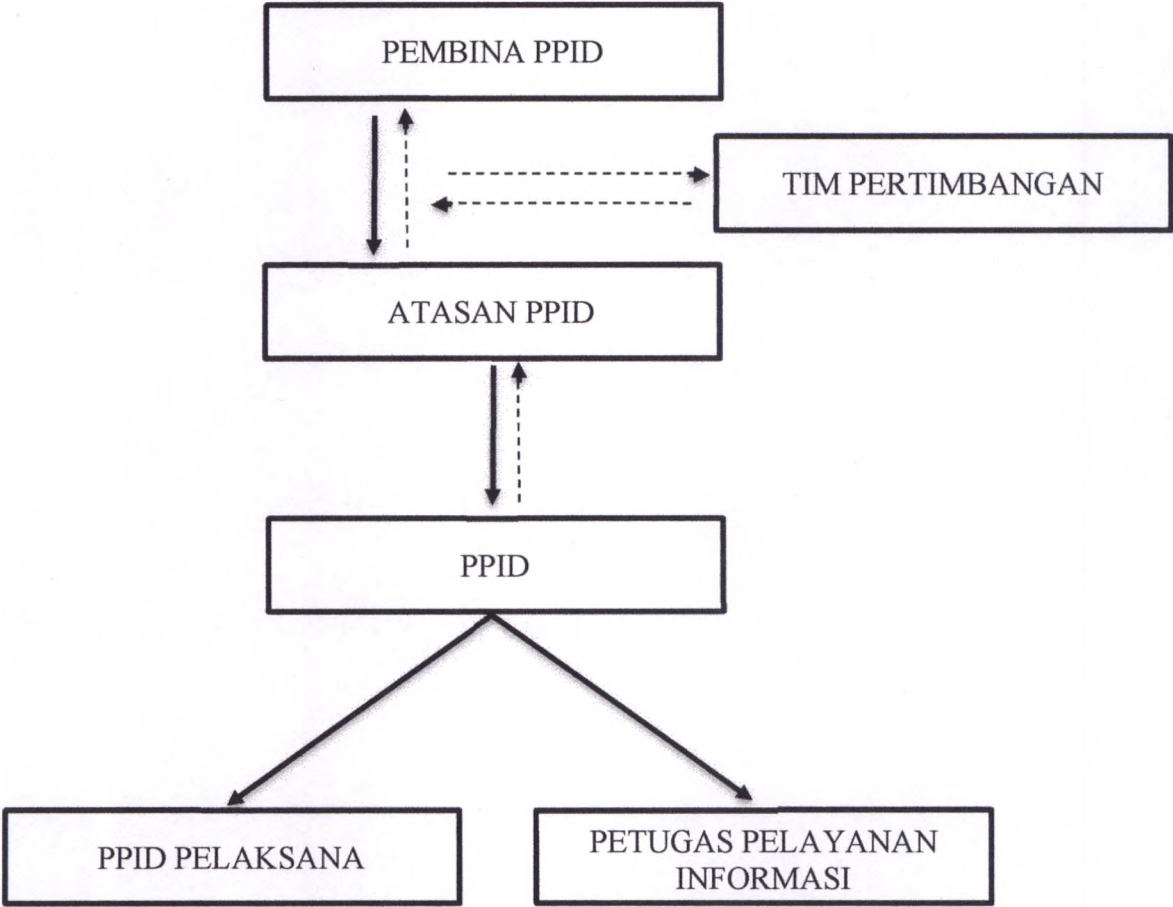 PEMBINA PPID
TIM PERTIMBANGAN
ATASAN PPID
PPID
PPID PELAKSANA
PETUGAS PELAYANAN
INFORMASI